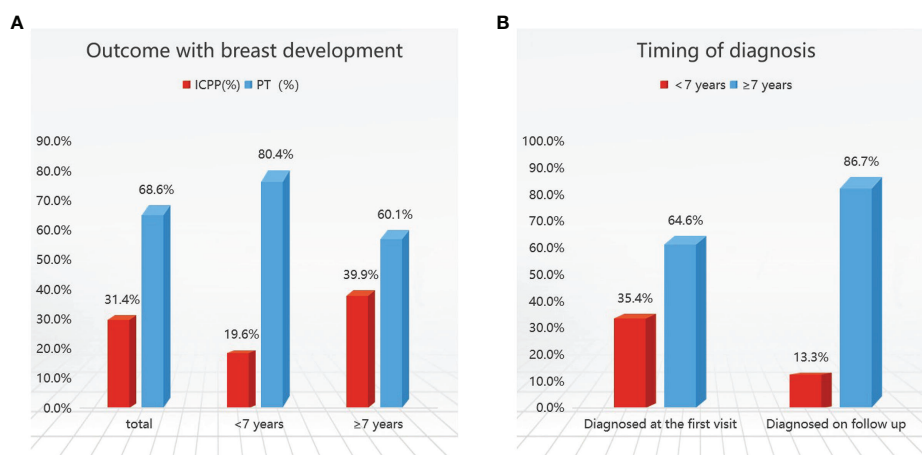 A
Outcome with breast development
ICPP(%) PT (%)
90.0%
80.0%
70.0%
60.0%
50.0%
40.0%
30.0%
20.0%
10.0%
0.0%
31.4%
68.6%
19.6%
80.4%
39.9%
60.1%
total
<7 years
≥7 years
B
Timing of diagnosis
<7 years ≥7 years
100.0%
90.0%
80.0%
70.0%
60.0%
50.0%
40.0%
30.0%
20.0%
10.0%
0.0%
35.4%
64.6%
13.3%
86.7%
Diagnosed at the first visit
Diagnosed on follow up